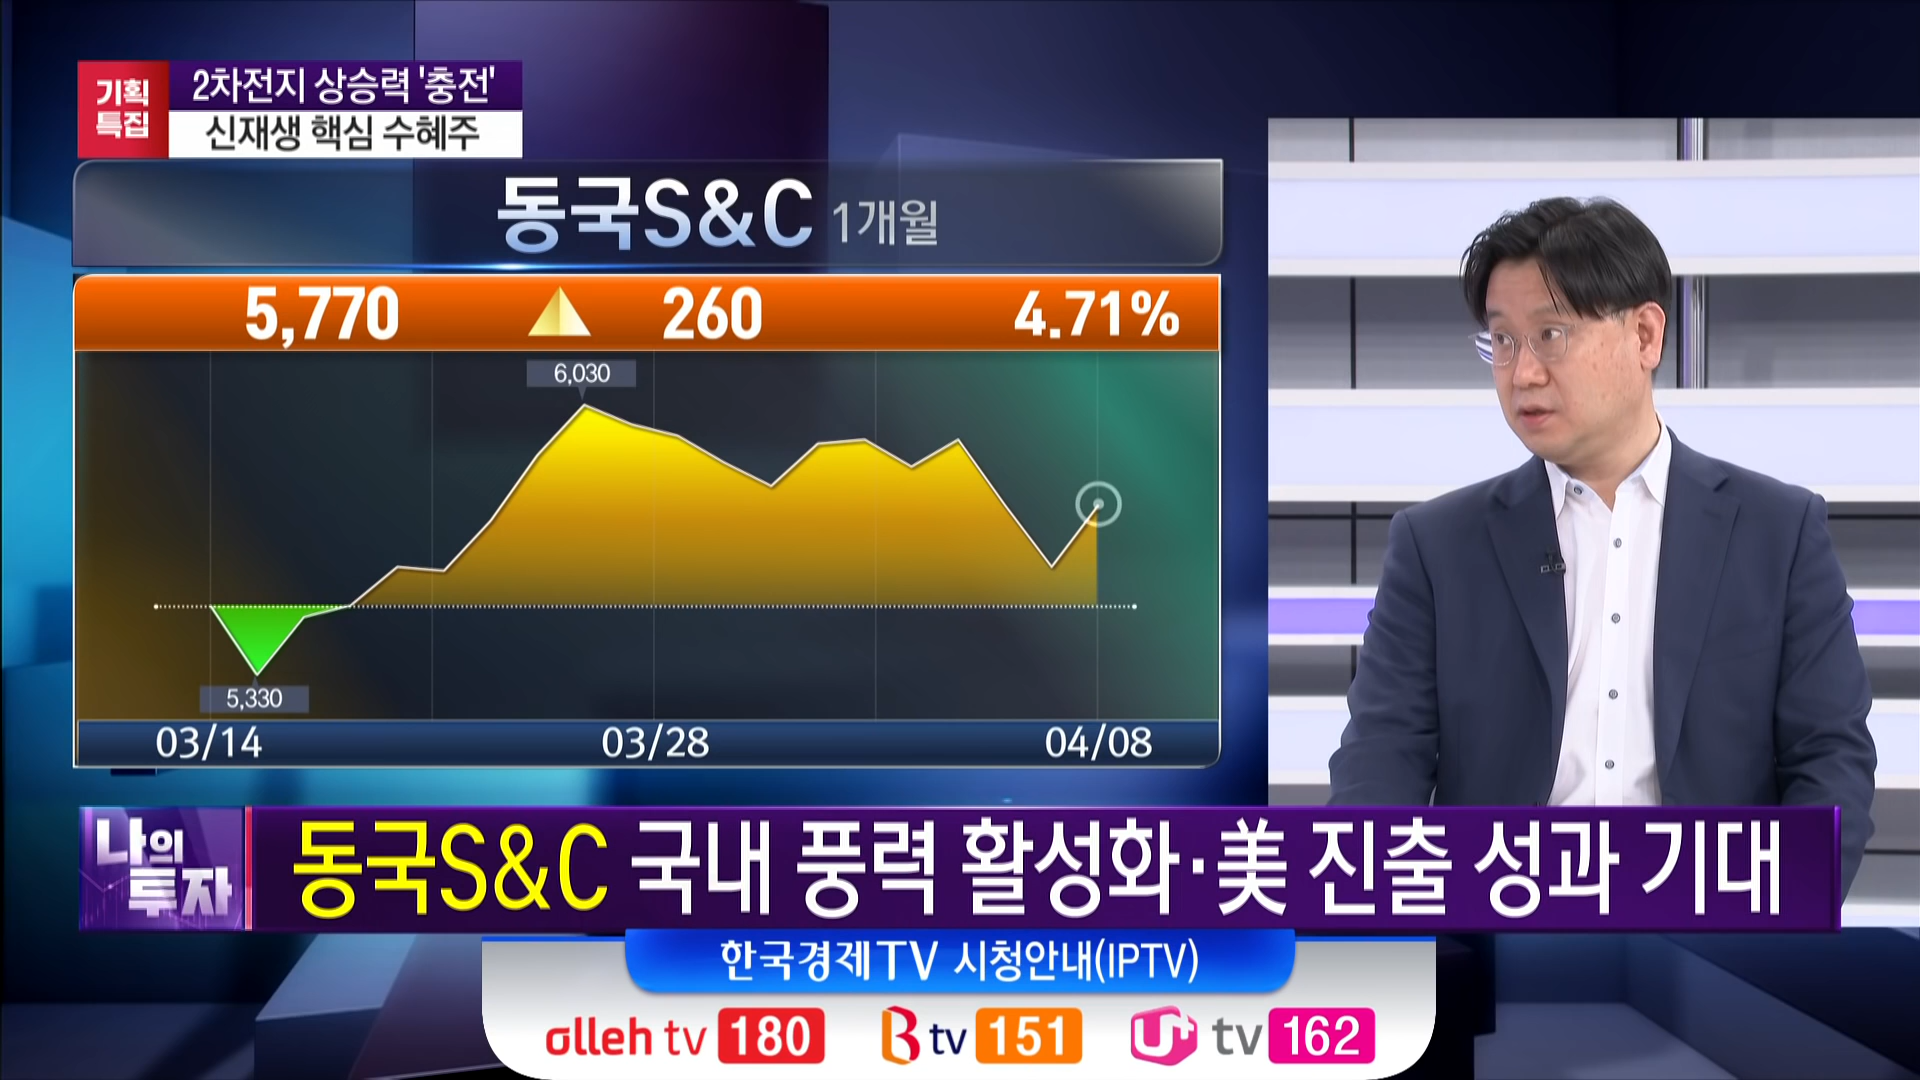 기획
특집
2차전지 상승력 '충전'
신재생 핵심 수혜주
동국S&C 1개월
5,770 ▲ 260 4.71%
6,030
5,330
03/14 03/28 04/08
나의
투자
동국S&C 국내 풍력 활성화·美 진출 성과 기대
한국경제TV 시청안내(IPTV)
olleh tv 180 B tv 151 U+ tv 162